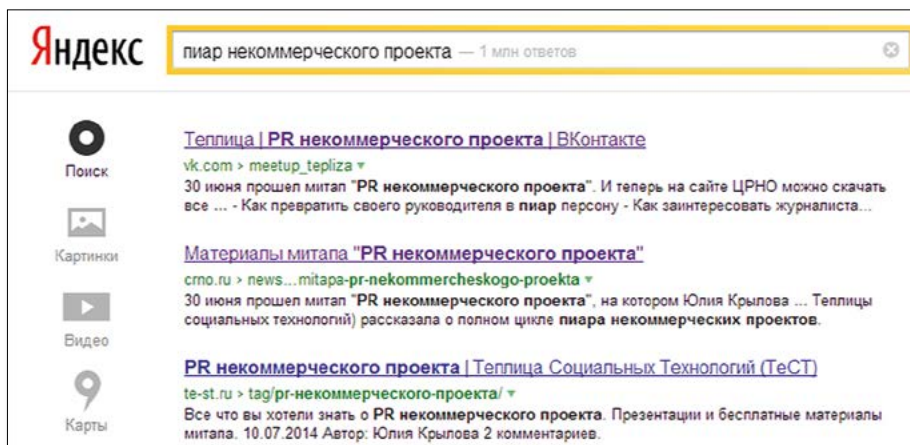 Яндекс
пиар некоммерческого проекта — 1 млн ответов
Поиск
Картинки
Видео
Карты
Теплица | PR некоммерческого проекта | ВКонтакте
vk.com › meetup_tepliza
30 июня прошел митап "PR некоммерческого проекта". И теперь на сайте ЦРНО можно скачать
все ... - Как превратить своего руководителя в пиар персону - Как заинтересовать журналиста...
Материалы митапа "PR некоммерческого проекта"
crno.ru › news...mitapa-pr-nekommercheskogo-proekta
30 июня прошел митап "PR некоммерческого проекта", на котором Юлия Крылова ... Теплицы
социальных технологий) рассказала о полном цикле пиара некоммерческих проектов.
PR некоммерческого проекта | Теплица Социальных Технологий (ТеСТ)
te-st.ru › tag/pr-некоммерческого-проекта/
Все что вы хотели знать о PR некоммерческого проекта. Презентации и бесплатные материалы
митапа. 10.07.2014 Автор: Юлия Крылова 2 комментариев.